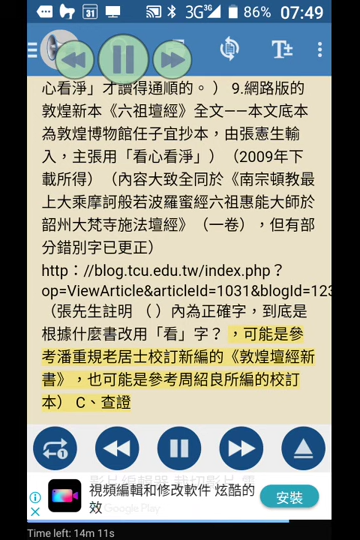 31 3G 36 86% 07:49
T±
心看淨」才讀得通順的。 ） 9.網路版的
敦煌新本《六祖壇經》全文——本文底本
為敦煌博物館任子宜抄本，由張憲生輸
入，主張用「看心看淨」）（2009年下
載所得）（內容大致全同於《南宗頓教最
上大乘摩訶般若波羅蜜經六祖惠能大師於
韶州大梵寺施法壇經》（一卷），但有部
分錯別字已更正）
http：//blog.tcu.edu.tw/index.php？
op=ViewArticle&articleId=1031&blogId=123
（張先生註明 （ ）內為正確字，到底是
根據什麼書改用「看」字？ ，可能是參
考潘重規老居士校訂新編的《敦煌壇經新
書》，也可能是參考周紹良所編的校訂
本） C、查證
1
視頻編輯和修改軟件 炫酷的
效
Google Play
安裝
Time left: 14m 11s